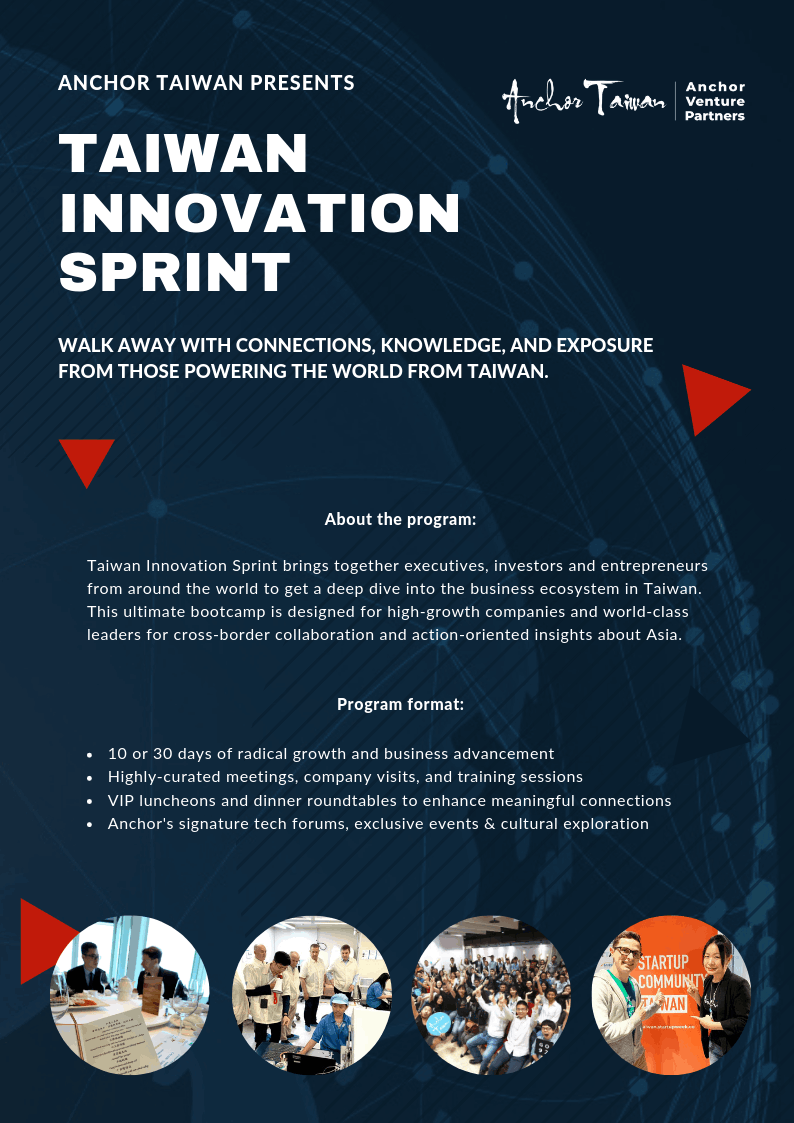 ANCHOR TAIWAN PRESENTS
Anchor Taiwan
Anchor
Venture
Partners
TAIWAN
INNOVATION
SPRINT
WALK AWAY WITH CONNECTIONS, KNOWLEDGE, AND EXPOSURE
FROM THOSE POWERING THE WORLD FROM TAIWAN.
About the program:
Taiwan Innovation Sprint brings together executives, investors and entrepreneurs
from around the world to get a deep dive into the business ecosystem in Taiwan.
This ultimate bootcamp is designed for high-growth companies and world-class
leaders for cross-border collaboration and action-oriented insights about Asia.
Program format:
• 10 or 30 days of radical growth and business advancement
• Highly-curated meetings, company visits, and training sessions
• VIP luncheons and dinner roundtables to enhance meaningful connections
• Anchor's signature tech forums, exclusive events & cultural exploration
STARTUP
COMMUNITY
TAIWAN